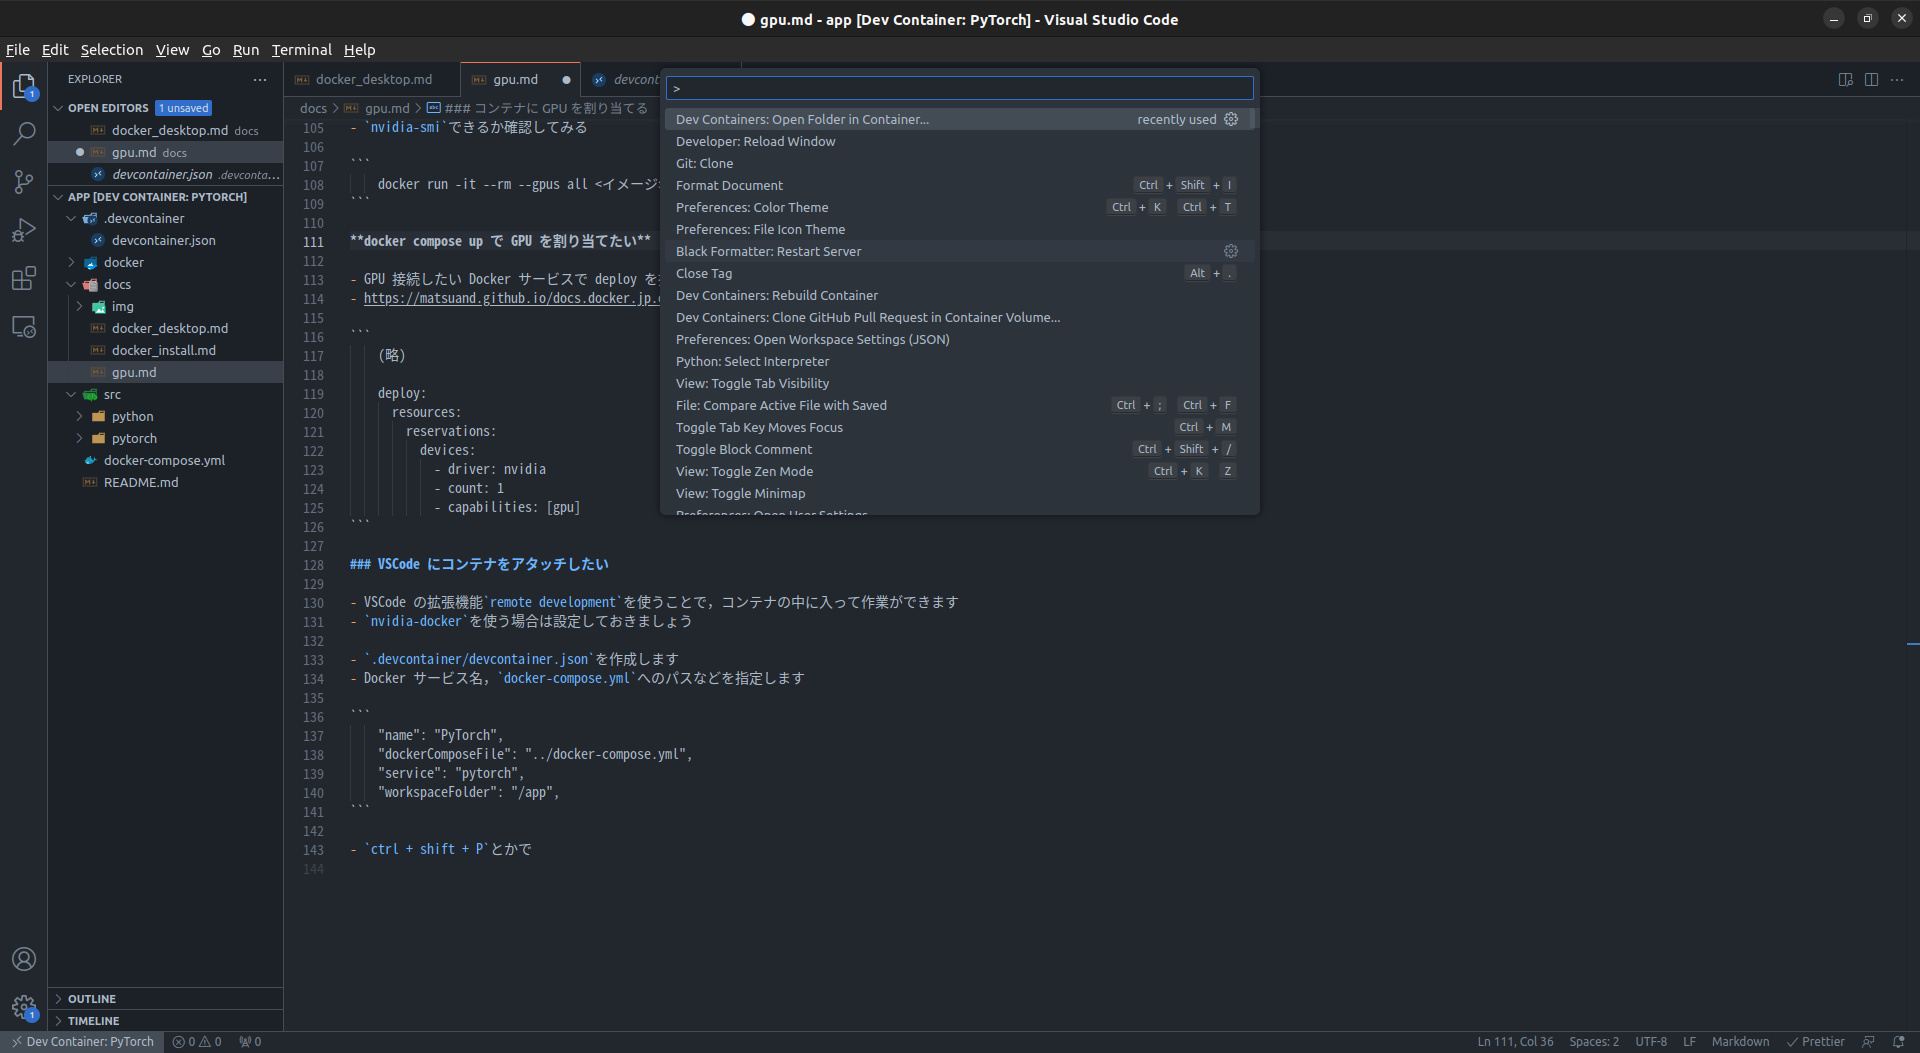 gpu.md - app [Dev Container: PyTorch] - Visual Studio Code
File Edit Selection View Go Run Terminal Help
EXPLORER
OPEN EDITORS 1 unsaved
docker_desktop.md docs
gpu.md docs
devcontainer.json .devconta...
APP [DEV CONTAINER: PYTORCH]
.devcontainer
devcontainer.json
docker
docs
img
docker_desktop.md
docker_install.md
gpu.md
src
python
pytorch
docker-compose.yml
README.md
OUTLINE
TIMELINE
docker_desktop.md gpu.md
docs > gpu.md > ### コンテナに GPU を割り当てる
105 - `nvidia-smi`できるか確認してみる
106
107 ```
108 docker run -it --rm --gpus all <イメージ
109 ```
110
111 **docker compose up で GPU を割り当てたい**
112
113 - GPU 接続したい Docker サービスで deploy を
114 - https://matsuand.github.io/docs.docker.jp.
115
116 ```
117 (略)
118
119 deploy:
120 resources:
121 reservations:
122 devices:
123 - driver: nvidia
124 - count: 1
125 - capabilities: [gpu]
126 ```
127
128 ### VSCode にコンテナをアタッチしたい
129
130 - VSCode の拡張機能`remote development`を使うことで，コンテナの中に入って作業ができます
131 - `nvidia-docker`を使う場合は設定しておきましょう
132
133 - `.devcontainer/devcontainer.json`を作成します
134 - Docker サービス名，`docker-compose.yml`へのパスなどを指定します
135
136 ```
137 "name": "PyTorch",
138 "dockerComposeFile": "../docker-compose.yml",
139 "service": "pytorch",
140 "workspaceFolder": "/app",
141 ```
142
143 - `ctrl + shift + P`とかで
144
>
Dev Containers: Open Folder in Container... recently used
Developer: Reload Window
Git: Clone
Format Document Ctrl + Shift + I
Preferences: Color Theme Ctrl + K Ctrl + T
Preferences: File Icon Theme
Black Formatter: Restart Server
Close Tag Alt + .
Dev Containers: Rebuild Container
Dev Containers: Clone GitHub Pull Request in Container Volume...
Preferences: Open Workspace Settings (JSON)
Python: Select Interpreter
View: Toggle Tab Visibility
File: Compare Active File with Saved Ctrl + ; Ctrl + F
Toggle Tab Key Moves Focus Ctrl + M
Toggle Block Comment Ctrl + Shift + /
View: Toggle Zen Mode Ctrl + K Z
View: Toggle Minimap
Preferences: Open User Settings
1
1
Dev Container: PyTorch 0 0 0 Ln 111, Col 36 Spaces: 2 UTF-8 LF Markdown Prettier